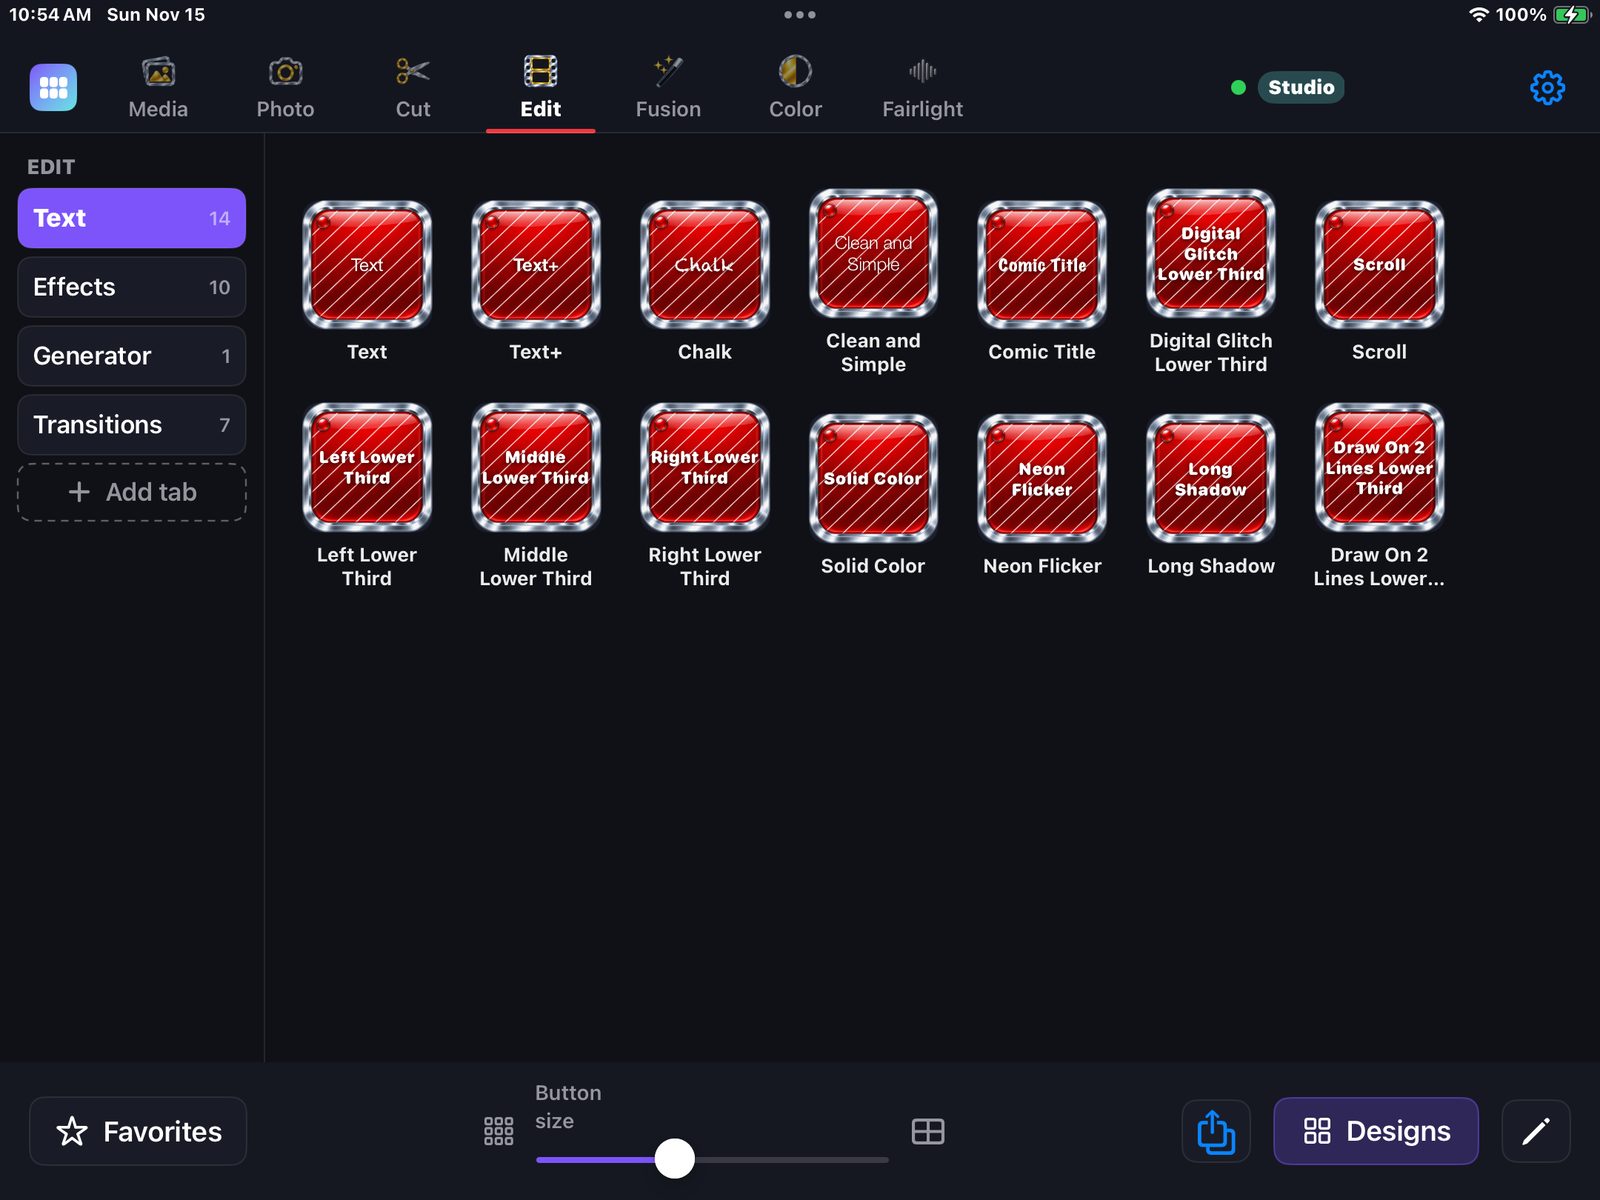 10:54 AM Sun Nov 15
100%
Media
Photo
Cut
Edit
Fusion
Color
Fairlight
Studio
EDIT
Text 14
Effects 10
Generator 1
Transitions 7
+ Add tab
Text
Text+
Chalk
Clean and
Simple
Comic Title
Digital
Glitch
Lower Third
Scroll
Text
Text+
Chalk
Clean and
Simple
Comic Title
Digital Glitch
Lower Third
Scroll
Left Lower
Third
Middle
Lower Third
Right Lower
Third
Solid Color
Neon
Flicker
Long
Shadow
Draw On 2
Lines Lower
Third
Left Lower
Third
Middle
Lower Third
Right Lower
Third
Solid Color
Neon Flicker
Long Shadow
Draw On 2
Lines Lower...
Favorites
Button
size
Designs